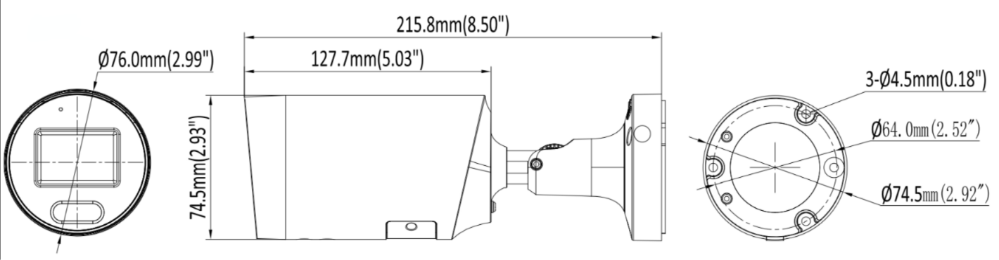 215.8mm(8.50")
Ø76.0mm(2.99")
127.7mm(5.03")
74.5mm(2.93")
3-Ø4.5mm(0.18")
Ø64.0mm(2.52″)
Ø74.5mm(2.92″)